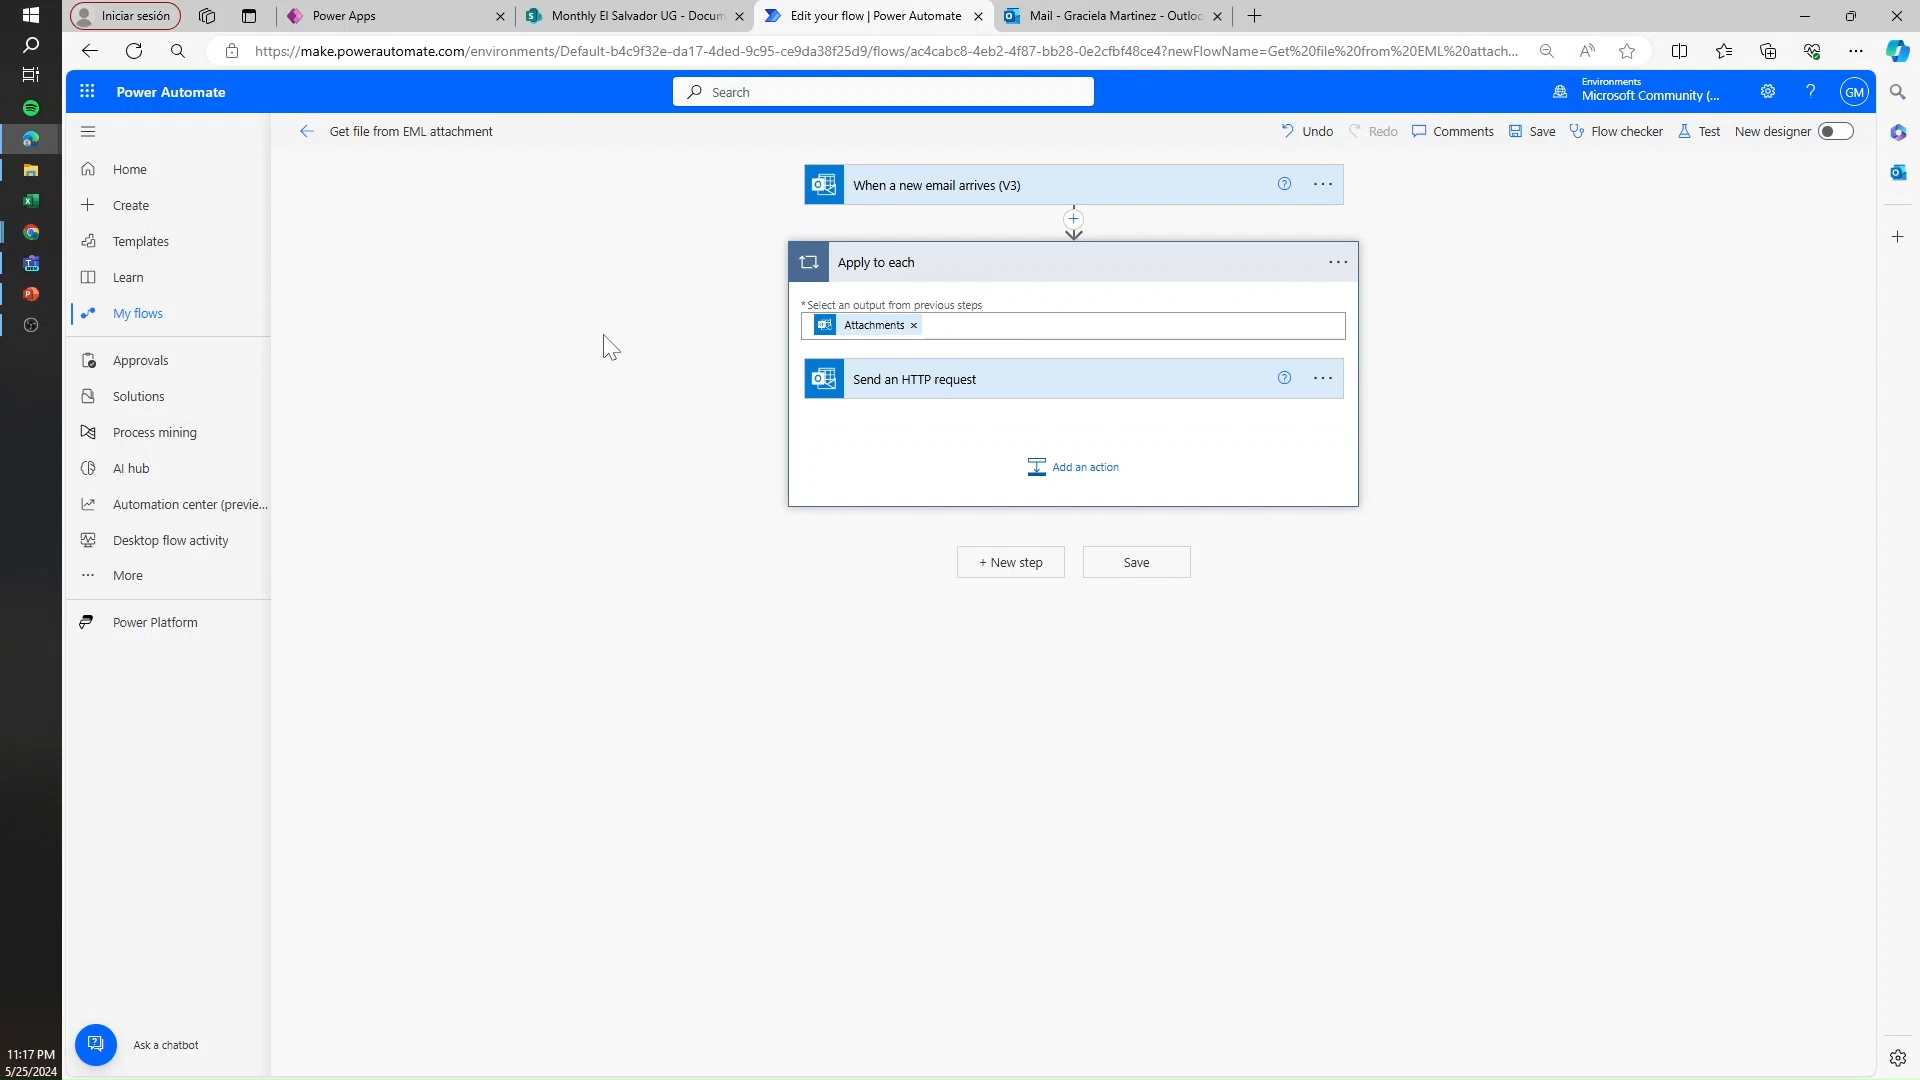 Iniciar sesión
Power Apps
Monthly El Salvador UG - Docum
Edit your flow | Power Automate
Mail - Graciela Martinez - Outloc
https://make.powerautomate.com/environments/Default-b4c9f32e-da17-4ded-9c95-ce9da38f25d9/flows/ac4cabc8-4eb2-4f87-bb28-0e2cfbf48ce4?newFlowName=Get%20file%20from%20EML%20attach...
Power Automate
Search
Environments
Microsoft Community (...
GM
Get file from EML attachment
Undo
Redo
Comments
Save
Flow checker
Test
New designer
Home
Create
Templates
Learn
My flows
Approvals
Solutions
Process mining
AI hub
Automation center (previe...
Desktop flow activity
More
Power Platform
Ask a chatbot
When a new email arrives (V3)
Apply to each
* Select an output from previous steps
Attachments
Send an HTTP request
Add an action
+ New step
Save
11:17 PM
5/25/2024